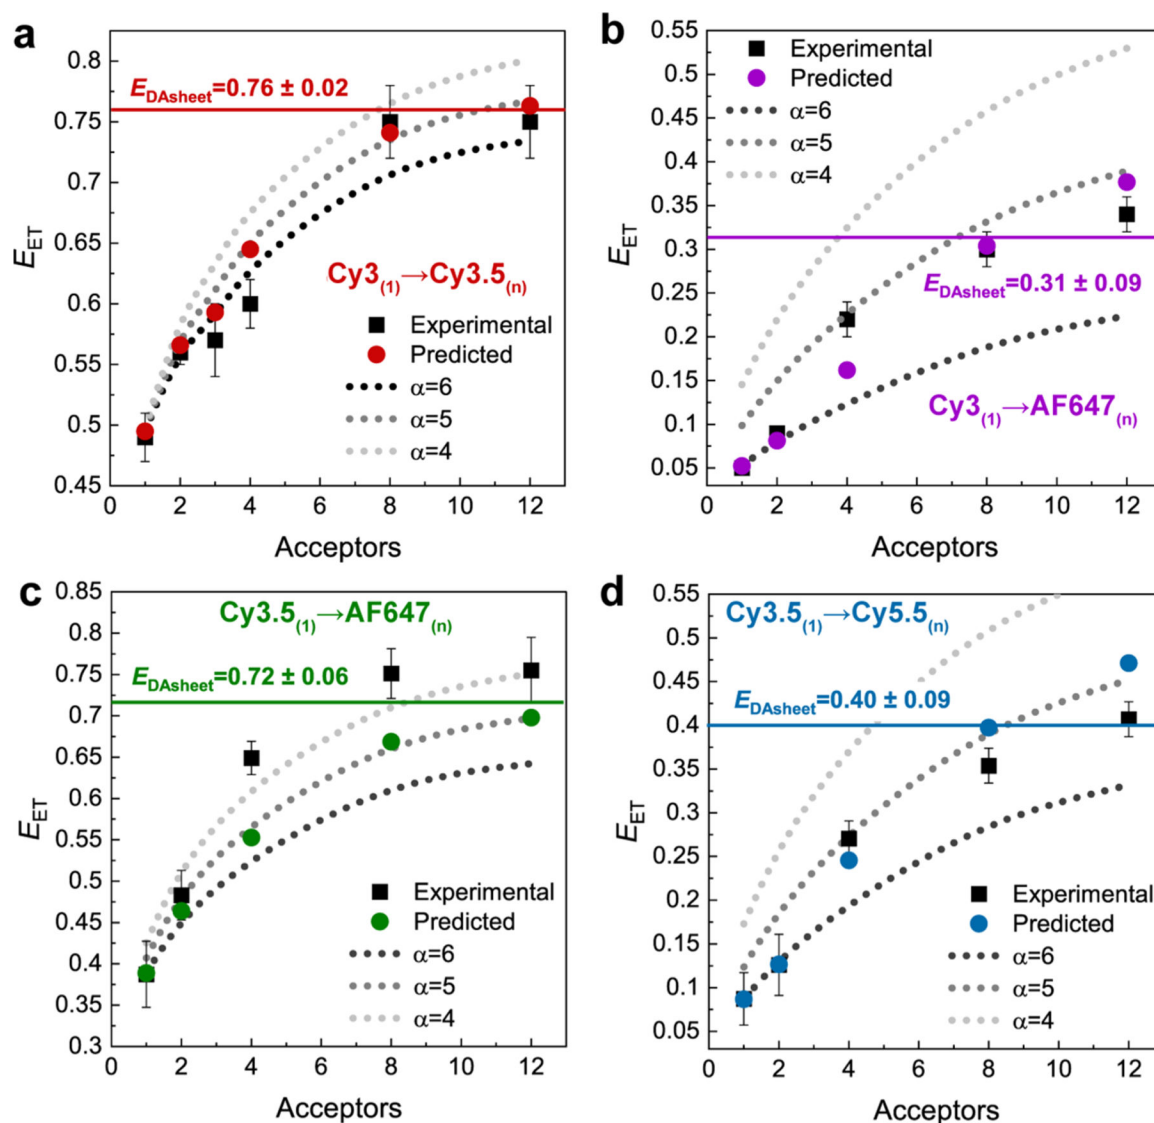 a
E_DAsheet=0.76 ± 0.02
Cy3(1)→Cy3.5(n)
Experimental
Predicted
α=6
α=5
α=4
0.8
0.75
0.7
0.65
0.6
0.55
0.5
0.45
0 2 4 6 8 10 12
E_ET
Acceptors
b
Experimental
Predicted
α=6
α=5
α=4
E_DAsheet=0.31 ± 0.09
Cy3(1)→AF647(n)
0.55
0.5
0.45
0.4
0.35
0.3
0.25
0.2
0.15
0.1
0.05
0 2 4 6 8 10 12
E_ET
Acceptors
c
Cy3.5(1)→AF647(n)
E_DAsheet=0.72 ± 0.06
Experimental
Predicted
α=6
α=5
α=4
0.85
0.8
0.75
0.7
0.65
0.6
0.55
0.5
0.45
0.4
0.35
0.3
0 2 4 6 8 10 12
E_ET
Acceptors
d
Cy3.5(1)→Cy5.5(n)
E_DAsheet=0.40 ± 0.09
Experimental
Predicted
α=6
α=5
α=4
0.55
0.5
0.45
0.4
0.35
0.3
0.25
0.2
0.15
0.1
0.05
0 2 4 6 8 10 12
E_ET
Acceptors